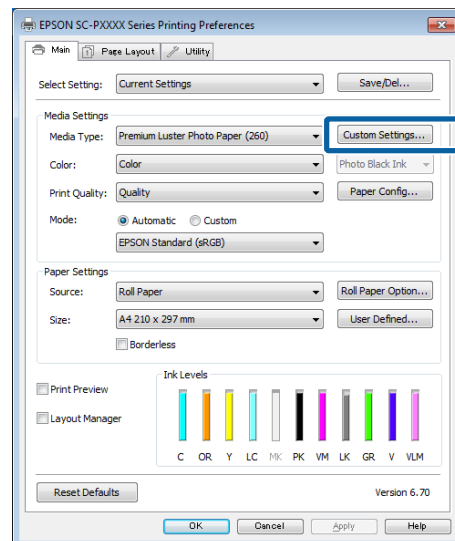 EPSON SC-PXXXX Series Printing Preferences
Main Page Layout Utility
Select Setting: Current Settings Save/Del...
Media Settings
Media Type: Premium Luster Photo Paper (260) Custom Settings...
Color: Color Photo Black Ink
Print Quality: Quality Paper Config...
Mode: Automatic Custom
EPSON Standard (sRGB)
Paper Settings
Source: Roll Paper Roll Paper Option...
Size: A4 210 x 297 mm User Defined...
Borderless
Ink Levels
Print Preview
Layout Manager
C OR Y LC MK PK VM LK GR V VLM
Reset Defaults Version 6.70
OK Cancel Apply Help